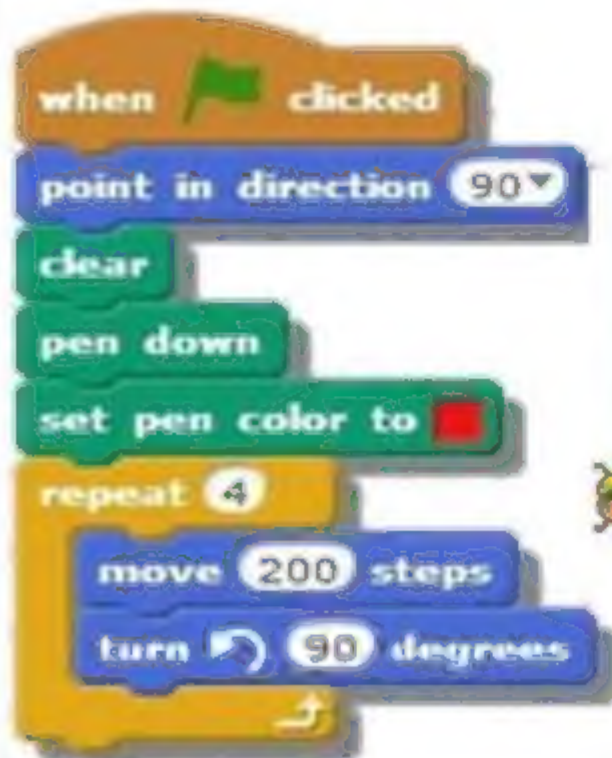 when clicked
point in direction 90
clear
pen down
set pen color to
repeat 4
move 200 steps
turn 90 degrees